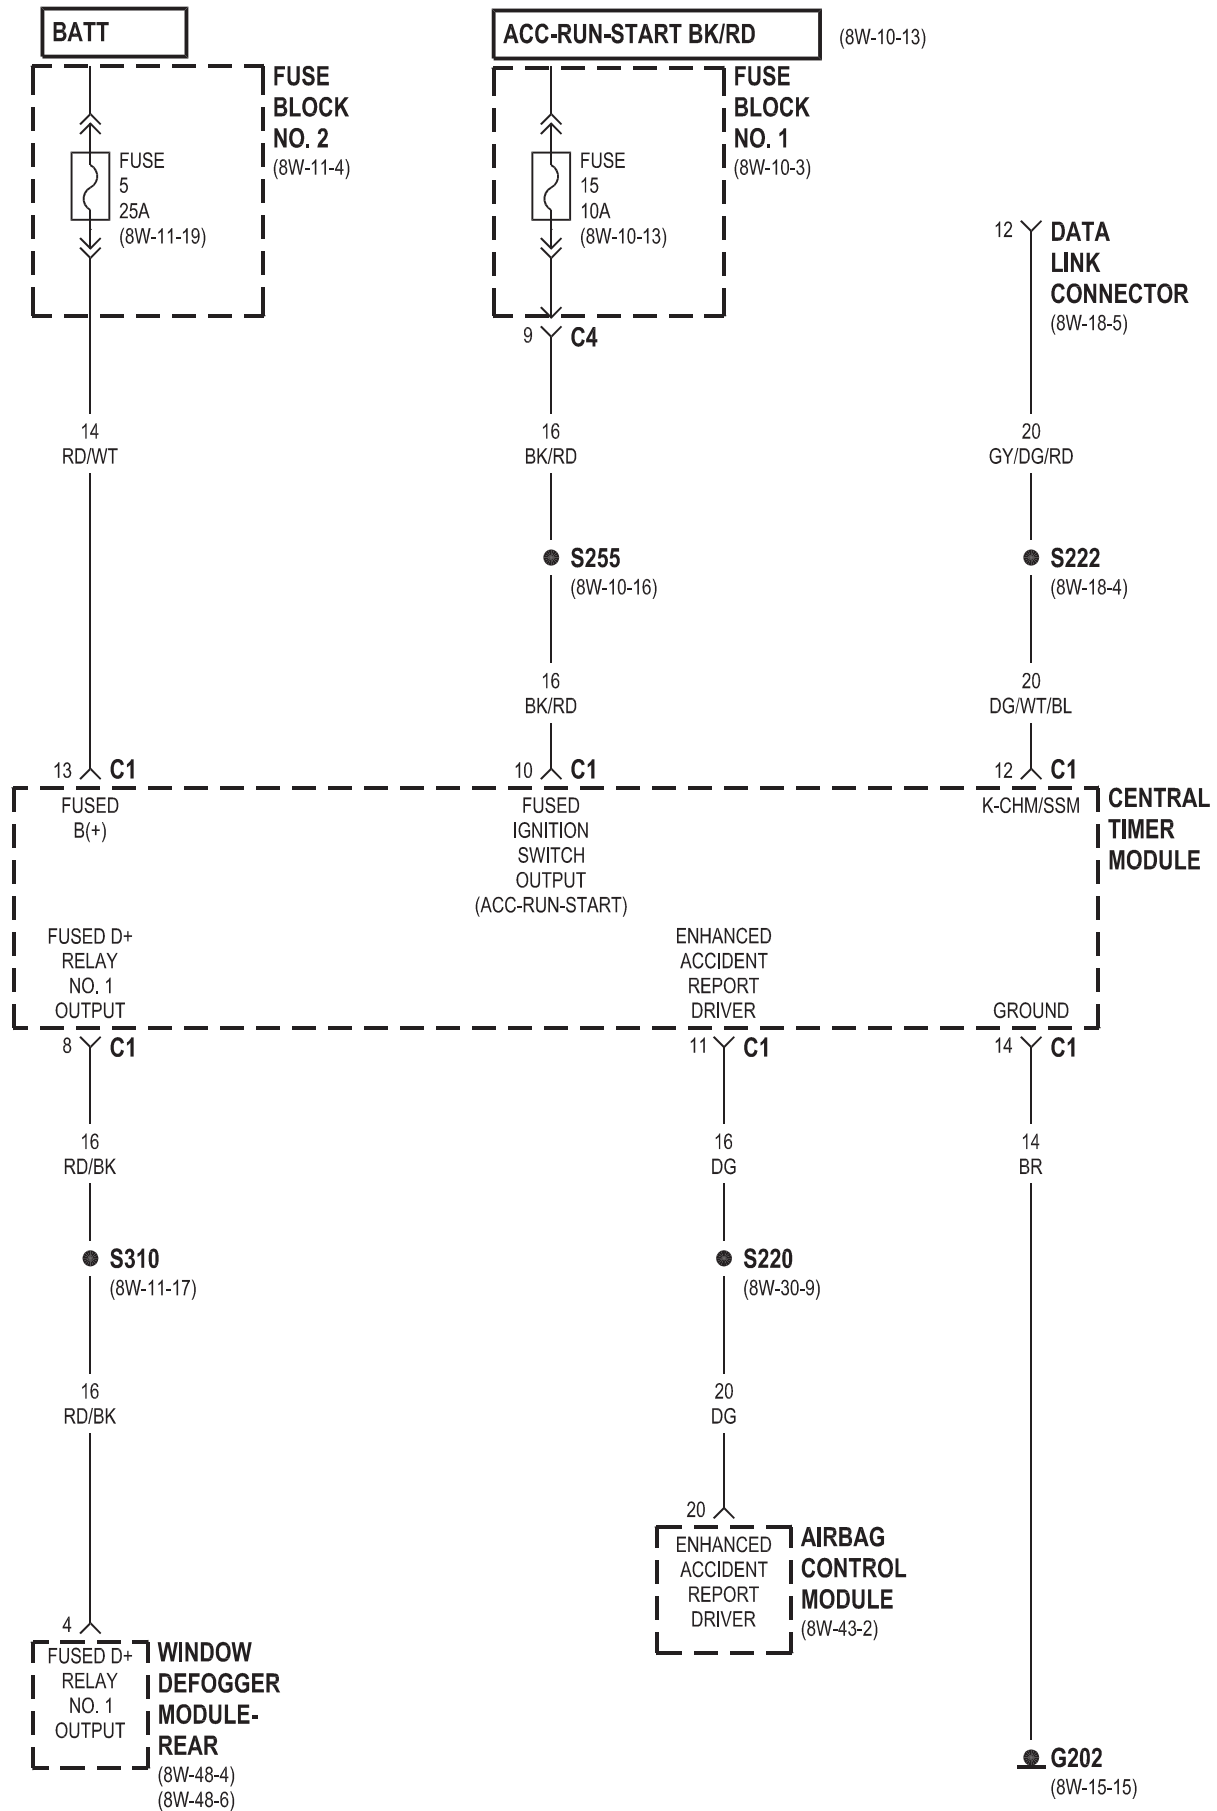 BATT
ACC-RUN-START BK/RD
(8W-10-13)
FUSE
BLOCK
NO. 2
(8W-11-4)
FUSE
5
25A
(8W-11-19)
FUSE
BLOCK
NO. 1
(8W-10-3)
FUSE
15
10A
(8W-10-13)
12
DATA
LINK
CONNECTOR
(8W-18-5)
9
C4
14
RD/WT
16
BK/RD
20
GY/DG/RD
S255
(8W-10-16)
S222
(8W-18-4)
16
BK/RD
20
DG/WT/BL
13
C1
10
C1
12
C1
FUSED
B(+)
FUSED
IGNITION
SWITCH
OUTPUT
(ACC-RUN-START)
K-CHM/SSM
CENTRAL
TIMER
MODULE
FUSED D+
RELAY
NO. 1
OUTPUT
ENHANCED
ACCIDENT
REPORT
DRIVER
GROUND
8
C1
11
C1
14
C1
16
RD/BK
16
DG
14
BR
S310
(8W-11-17)
S220
(8W-30-9)
16
RD/BK
20
DG
20
ENHANCED
ACCIDENT
REPORT
DRIVER
AIRBAG
CONTROL
MODULE
(8W-43-2)
4
FUSED D+
RELAY
NO. 1
OUTPUT
WINDOW
DEFOGGER
MODULE-
REAR
(8W-48-4)
(8W-48-6)
G202
(8W-15-15)